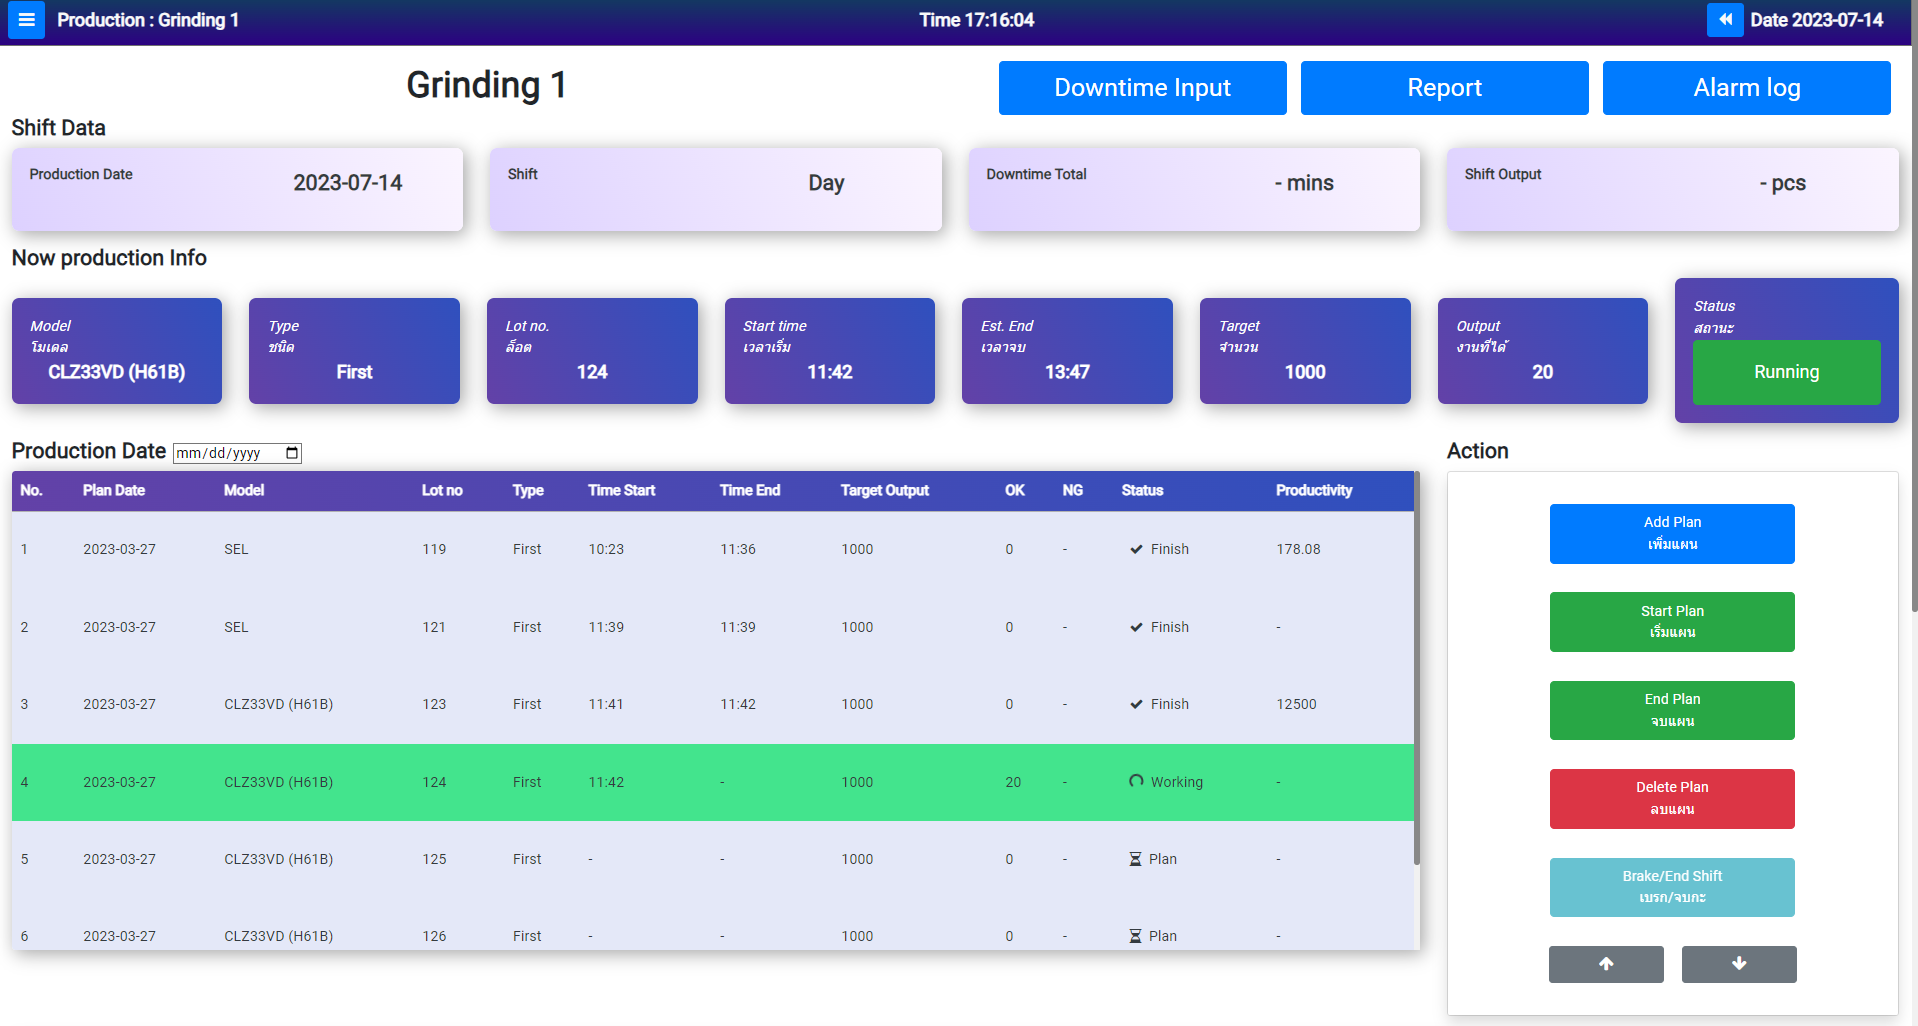 Production : Grinding 1
Time 17:16:04
Date 2023-07-14
Grinding 1
Downtime Input
Report
Alarm log
Shift Data
Production Date
2023-07-14
Shift
Day
Downtime Total
- mins
Shift Output
- pcs
Now production Info
Model
โมเดล
CLZ33VD (H61B)
Type
ชนิด
First
Lot no.
ล็อต
124
Start time
เวลาเริ่ม
11:42
Est. End
เวลาจบ
13:47
Target
จำนวน
1000
Output
งานที่ได้
20
Status
สถานะ
Running
Production Date mm/dd/yyyy
No. Plan Date Model Lot no Type Time Start Time End Target Output OK NG Status Productivity
1 2023-03-27 SEL 119 First 10:23 11:36 1000 0 - Finish 178.08
2 2023-03-27 SEL 121 First 11:39 11:39 1000 0 - Finish -
3 2023-03-27 CLZ33VD (H61B) 123 First 11:41 11:42 1000 0 - Finish 12500
4 2023-03-27 CLZ33VD (H61B) 124 First 11:42 - 1000 20 - Working -
5 2023-03-27 CLZ33VD (H61B) 125 First - - 1000 0 - Plan -
6 2023-03-27 CLZ33VD (H61B) 126 First - - 1000 0 - Plan -
Action
Add Plan
เพิ่มแผน
Start Plan
เริ่มแผน
End Plan
จบแผน
Delete Plan
ลบแผน
Brake/End Shift
เบรก/จบกะ